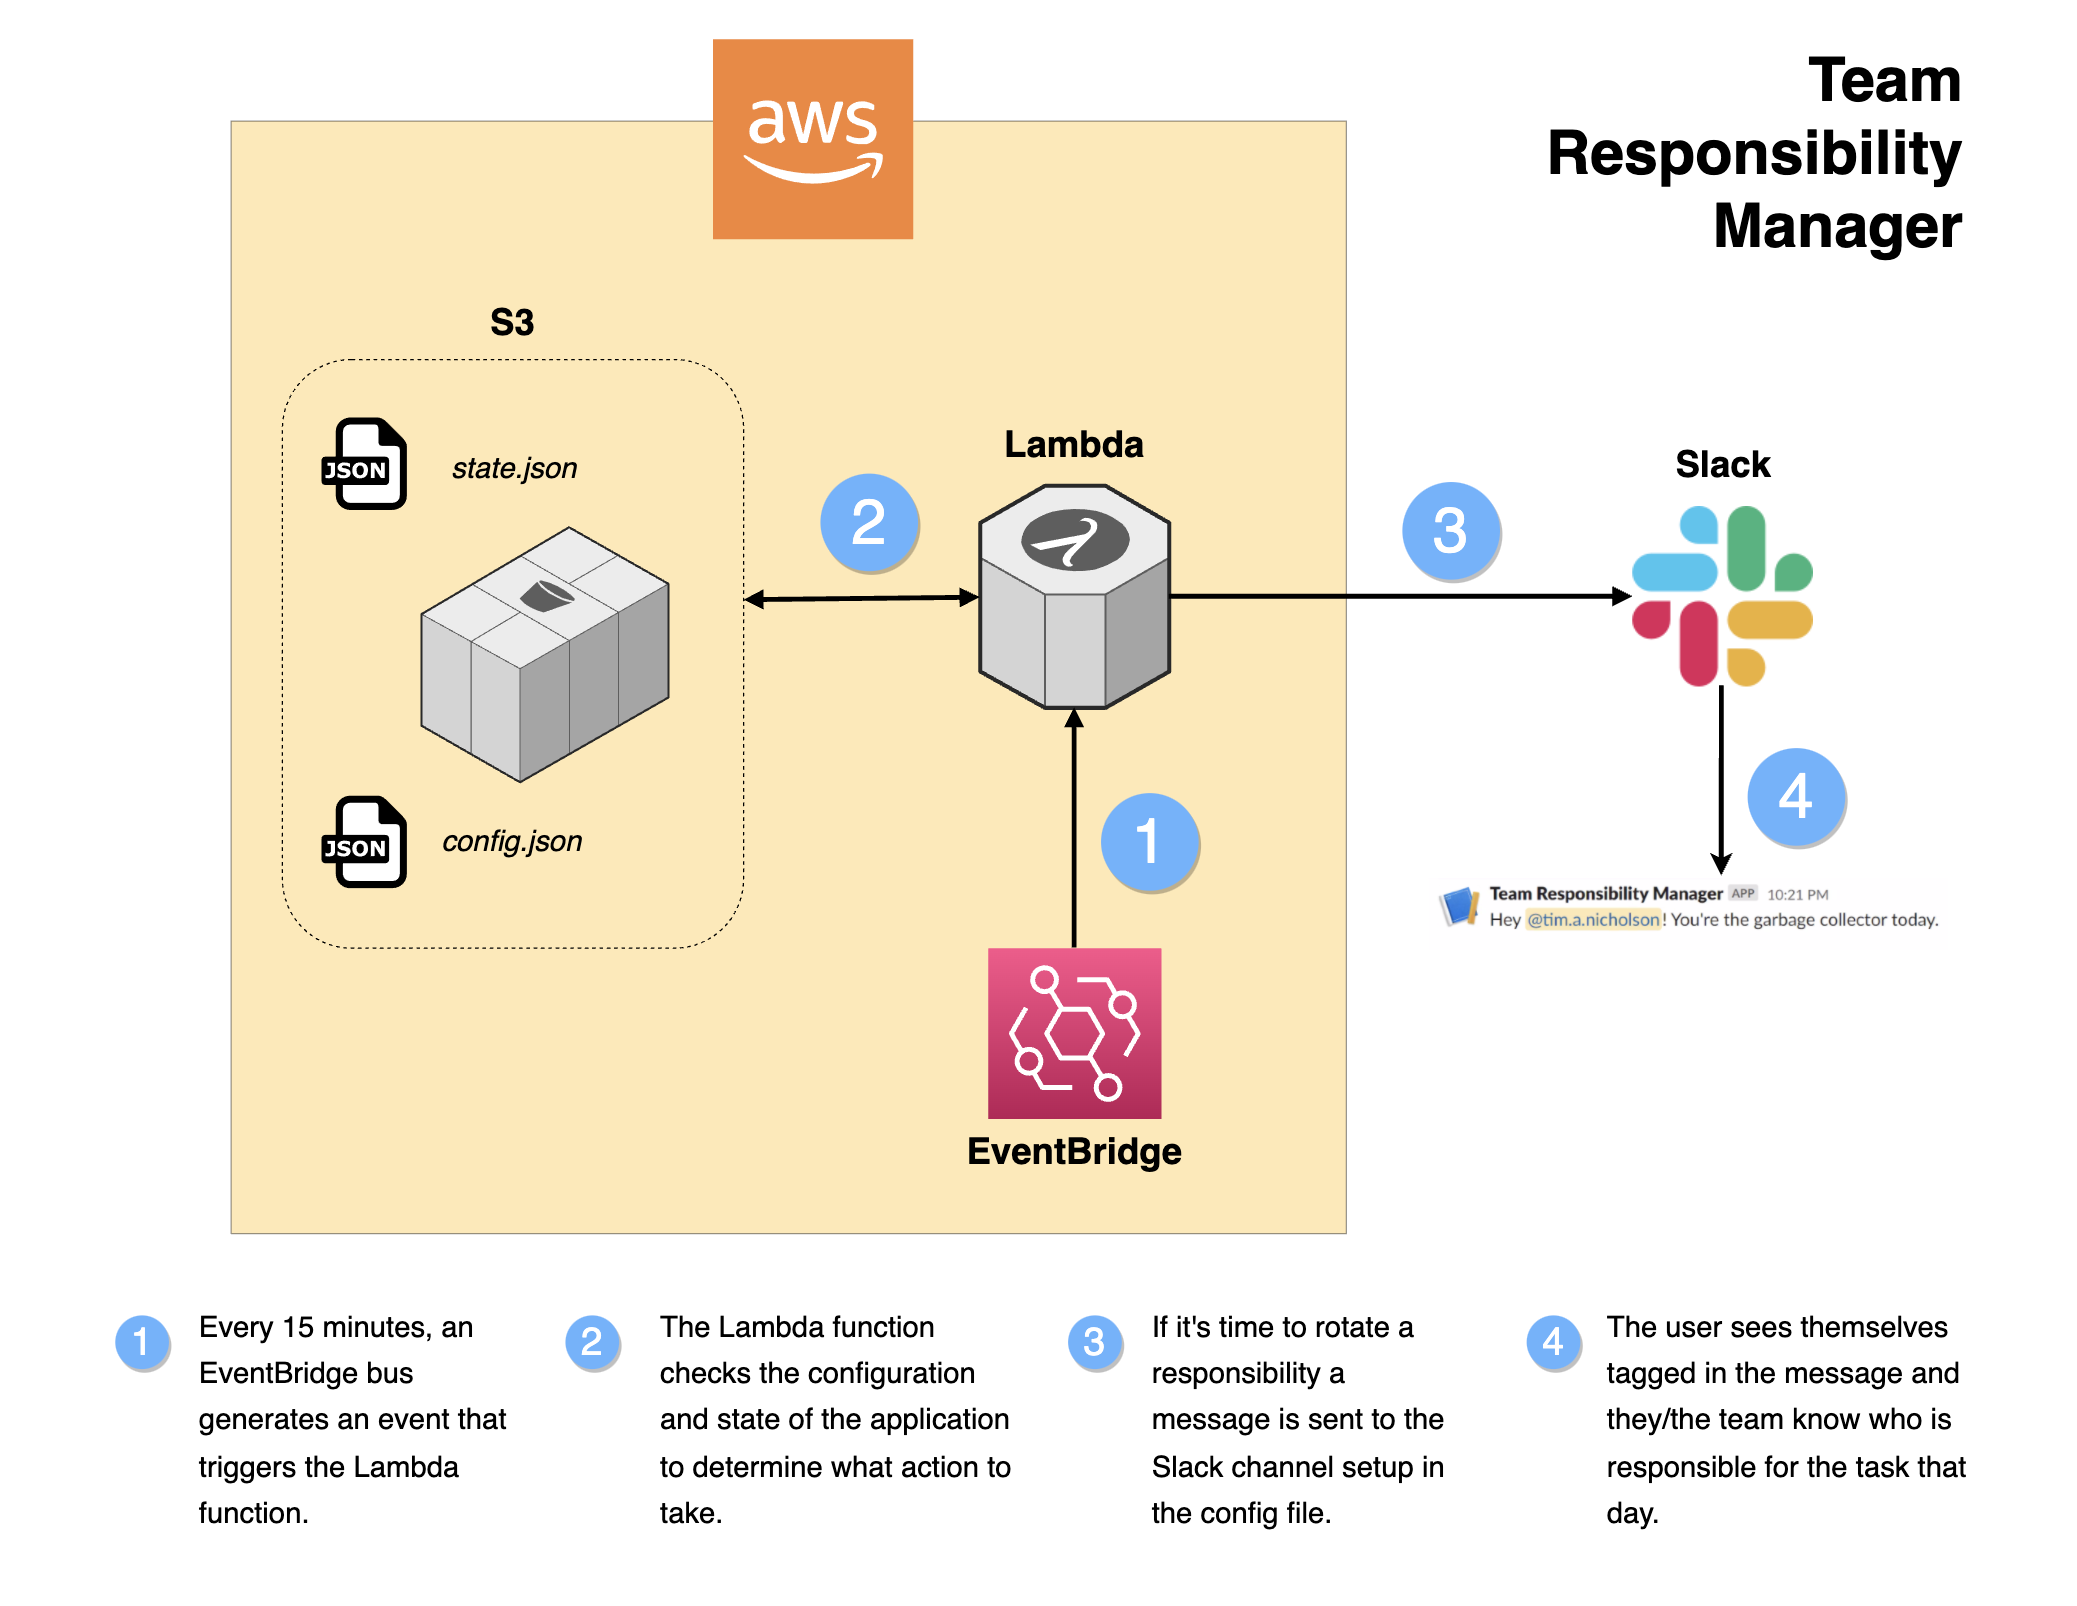 Team
Responsibility
Manager
aws
S3
JSON
state.json
JSON
config.json
Lambda
2
1
EventBridge
3
Slack
4
Team Responsibility Manager APP 10:21 PM
Hey @tim.a.nicholson! You're the garbage collector today.
1
Every 15 minutes, an
EventBridge bus
generates an event that
triggers the Lambda
function.
2
The Lambda function
checks the configuration
and state of the application
to determine what action to
take.
3
If it's time to rotate a
responsibility a
message is sent to the
Slack channel setup in
the config file.
4
The user sees themselves
tagged in the message and
they/the team know who is
responsible for the task that
day.